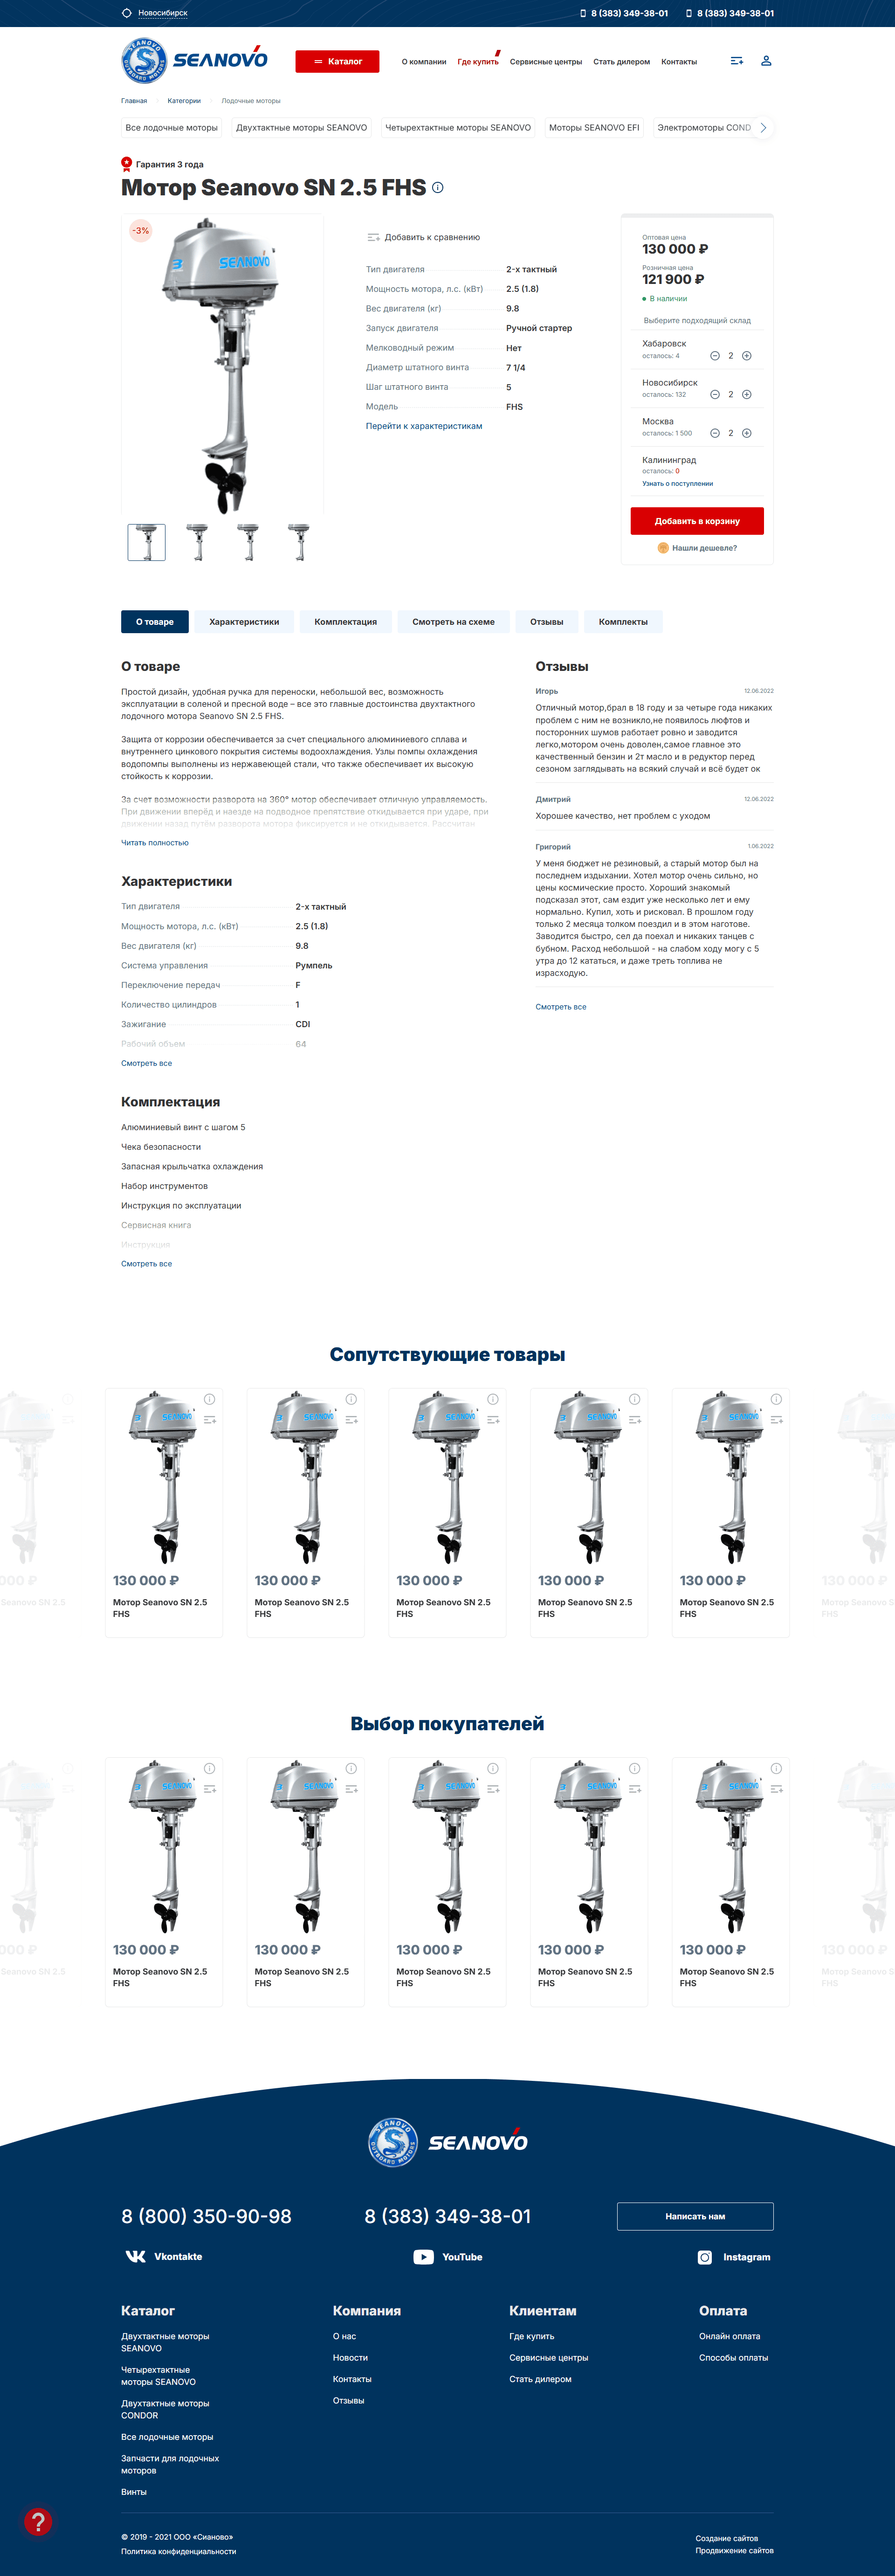 Новосибирск
8 (383) 349-38-01
8 (383) 349-38-01
SEANOVO
Каталог
О компании
Где купить
Сервисные центры
Стать дилером
Контакты
Главная
Категории
Лодочные моторы
Все лодочные моторы
Двухтактные моторы SEANOVO
Четырехтактные моторы SEANOVO
Моторы SEANOVO EFI
Электромоторы COND
Гарантия 3 года
Мотор Seanovo SN 2.5 FHS
-3%
Добавить к сравнению
Тип двигателя 2-х тактный
Мощность мотора, л.с. (кВт) 2.5 (1.8)
Вес двигателя (кг) 9.8
Запуск двигателя Ручной стартер
Мелководный режим Нет
Диаметр штатного винта 7 1/4
Шаг штатного винта 5
Модель FHS
Перейти к характеристикам
Оптовая цена
130 000 ₽
Розничная цена
121 900 ₽
В наличии
Выберите подходящий склад
Хабаровск
осталось: 4 2
Новосибирск
осталось: 132 2
Москва
осталось: 1 500 2
Калининград
осталось: 0
Узнать о поступлении
Добавить в корзину
Нашли дешевле?
О товаре
Характеристики
Комплектация
Смотреть на схеме
Отзывы
Комплекты
О товаре
Простой дизайн, удобная ручка для переноски, небольшой вес, возможность
эксплуатации в соленой и пресной воде – все это главные достоинства двухтактного
лодочного мотора Seanovo SN 2.5 FHS.
Защита от коррозии обеспечивается за счет специального алюминиевого сплава и
внутреннего цинкового покрытия системы водоохлаждения. Узлы помпы охлаждения
водопомпы выполнены из нержавеющей стали, что также обеспечивает их высокую
стойкость к коррозии.
За счет возможности разворота на 360° мотор обеспечивает отличную управляемость.
При движении вперёд и наезде на подводное препятствие откидывается при ударе, при
движении назад путём разворота мотора фиксируется и не откидывается. Рассчитан
Читать полностью
Характеристики
Тип двигателя 2-х тактный
Мощность мотора, л.с. (кВт) 2.5 (1.8)
Вес двигателя (кг) 9.8
Система управления Румпель
Переключение передач F
Количество цилиндров 1
Зажигание CDI
Рабочий объем 64
Смотреть все
Комплектация
Алюминиевый винт с шагом 5
Чека безопасности
Запасная крыльчатка охлаждения
Набор инструментов
Инструкция по эксплуатации
Сервисная книга
Инструкция
Смотреть все
Отзывы
Игорь 12.06.2022
Отличный мотор,брал в 18 году и за четыре года никаких
проблем с ним не возникло,не появилось люфтов и
посторонних шумов работает ровно и заводится
легко,мотором очень доволен,самое главное это
качественный бензин и 2т масло и в редуктор перед
сезоном заглядывать на всякий случай и всё будет ок
Дмитрий 12.06.2022
Хорошее качество, нет проблем с уходом
Григорий 1.06.2022
У меня бюджет не резиновый, а старый мотор был на
последнем издыхании. Хотел мотор очень сильно, но
цены космические просто. Хороший знакомый
подсказал этот, сам ездит уже несколько лет и ему
нормально. Купил, хоть и рисковал. В прошлом году
только 2 месяца толком поездил и в этом наготове.
Заводится быстро, сел да поехал и никаких танцев с
бубном. Расход небольшой - на слабом ходу могу с 5
утра до 12 кататься, и даже треть топлива не
израсходую.
Смотреть все
Сопутствующие товары
000 ₽ 130 000 ₽ 130 000 ₽ 130 000 ₽ 130 000 ₽ 130 000 ₽ 130 000 ₽
Seanovo SN 2.5 Мотор Seanovo SN 2.5 Мотор Seanovo SN 2.5 Мотор Seanovo SN 2.5 Мотор Seanovo SN 2.5 Мотор Seanovo SN 2.5 Мотор Seanovo S
FHS FHS FHS FHS FHS FHS
Выбор покупателей
000 ₽ 130 000 ₽ 130 000 ₽ 130 000 ₽ 130 000 ₽ 130 000 ₽ 130 000 ₽
Seanovo SN 2.5 Мотор Seanovo SN 2.5 Мотор Seanovo SN 2.5 Мотор Seanovo SN 2.5 Мотор Seanovo SN 2.5 Мотор Seanovo SN 2.5 Мотор Seanovo S
FHS FHS FHS FHS FHS FHS
SEANOVO OUTBOARD MOTORS
SEANOVO
8 (800) 350-90-98
8 (383) 349-38-01
Написать нам
Vkontakte
YouTube
Instagram
Каталог
Двухтактные моторы
SEANOVO
Четырехтактные
моторы SEANOVO
Двухтактные моторы
CONDOR
Все лодочные моторы
Запчасти для лодочных
моторов
Винты
Компания
О нас
Новости
Контакты
Отзывы
Клиентам
Где купить
Сервисные центры
Стать дилером
Оплата
Онлайн оплата
Способы оплаты
© 2019 - 2021 ООО «Сианово»
Политика конфиденциальности
Создание сайтов
Продвижение сайтов